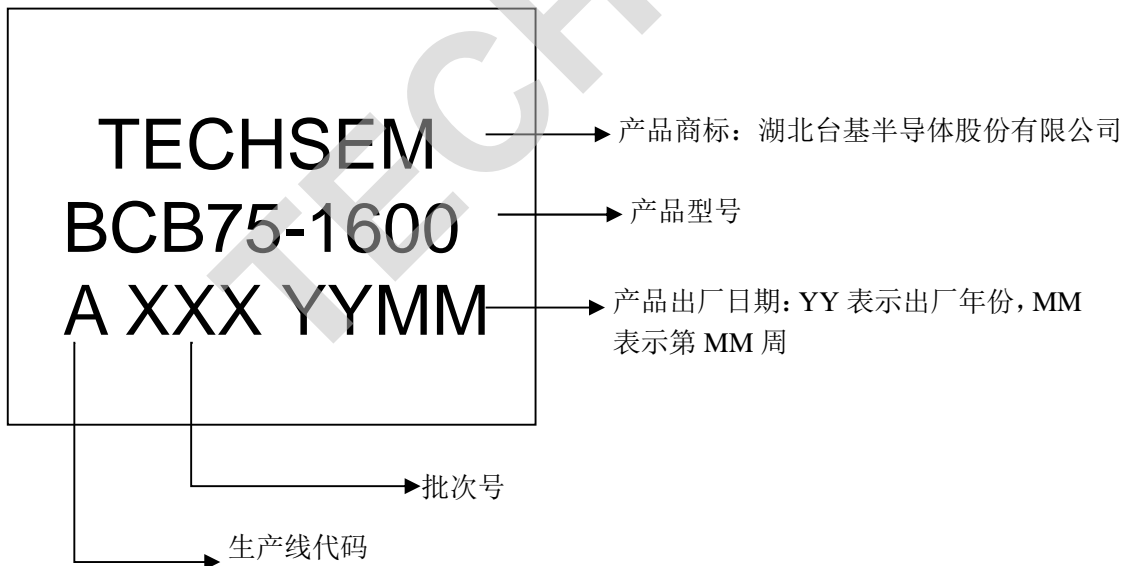 TECHSEM
产品商标：湖北台基半导体股份有限公司
BCB75-1600
产品型号
A XXX YYMM
产品出厂日期：YY 表示出厂年份，MM
表示第 MM 周
批次号
生产线代码
TECH